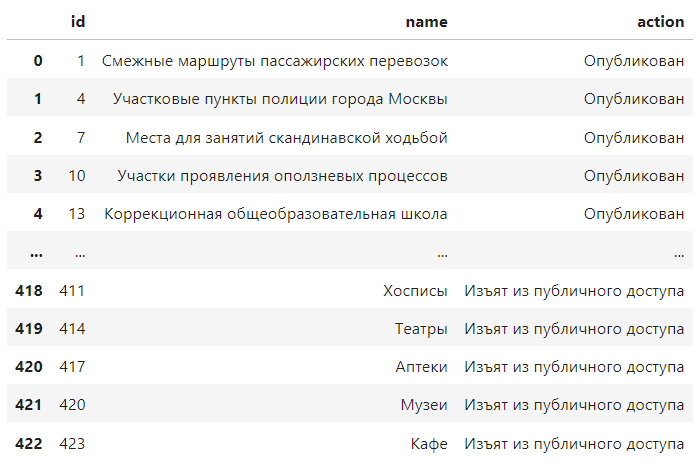 id name action
0 1 Смежные маршруты пассажирских перевозок Опубликован
1 4 Участковые пункты полиции города Москвы Опубликован
2 7 Места для занятий скандинавской ходьбой Опубликован
3 10 Участки проявления оползневых процессов Опубликован
4 13 Коррекционная общеобразовательная школа Опубликован
... ... ... ...
418 411 Хосписы Изъят из публичного доступа
419 414 Театры Изъят из публичного доступа
420 417 Аптеки Изъят из публичного доступа
421 420 Музеи Изъят из публичного доступа
422 423 Кафе Изъят из публичного доступа